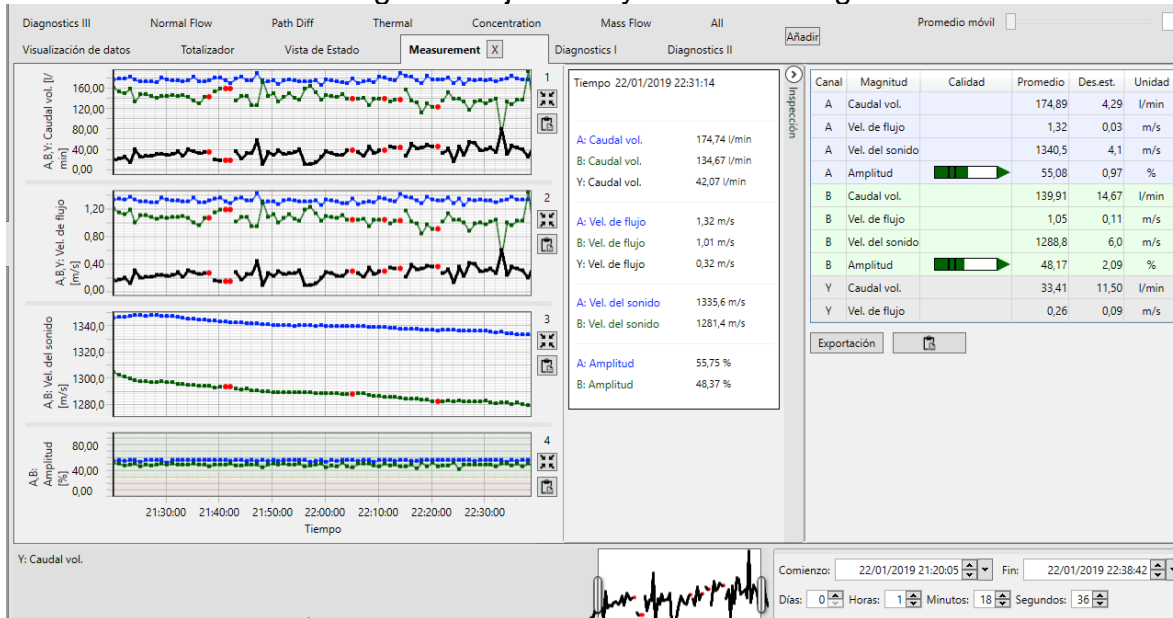 Diagnostics III Normal Flow Path Diff Thermal Concentration Mass Flow All
Visualización de datos Totalizador Vista de Estado Measurement X Diagnostics I Diagnostics II
Añadir
Promedio móvil
A,B,Y: Caudal vol. [l/
min]
160,00
120,00
80,00
40,00
0,00
1
A,B,Y: Vel. de flujo
[m/s]
1,20
0,80
0,40
0,00
2
A,B: Vel. del sonido
[m/s]
1340,0
1320,0
1300,0
1280,0
3
A,B:
Amplitud
[%]
80,00
40,00
0,00
4
21:30:00 21:40:00 21:50:00 22:00:00 22:10:00 22:20:00 22:30:00
Tiempo
Tiempo 22/01/2019 22:31:14
A: Caudal vol. 174,74 l/min
B: Caudal vol. 134,67 l/min
Y: Caudal vol. 42,07 l/min
A: Vel. de flujo 1,32 m/s
B: Vel. de flujo 1,01 m/s
Y: Vel. de flujo 0,32 m/s
A: Vel. del sonido 1335,6 m/s
B: Vel. del sonido 1281,4 m/s
A: Amplitud 55,75 %
B: Amplitud 48,37 %
Inspección
Canal Magnitud Calidad Promedio Des.est. Unidad
A Caudal vol. 174,89 4,29 l/min
A Vel. de flujo 1,32 0,03 m/s
A Vel. del sonido 1340,5 4,1 m/s
A Amplitud 55,08 0,97 %
B Caudal vol. 139,91 14,67 l/min
B Vel. de flujo 1,05 0,11 m/s
B Vel. del sonido 1288,8 6,0 m/s
B Amplitud 48,17 2,09 %
Y Caudal vol. 33,41 11,50 l/min
Y Vel. de flujo 0,26 0,09 m/s
Exportación
Y: Caudal vol.
Comienzo: 22/01/2019 21:20:05 Fin: 22/01/2019 22:38:42
Días: 0 Horas: 1 Minutos: 18 Segundos: 36